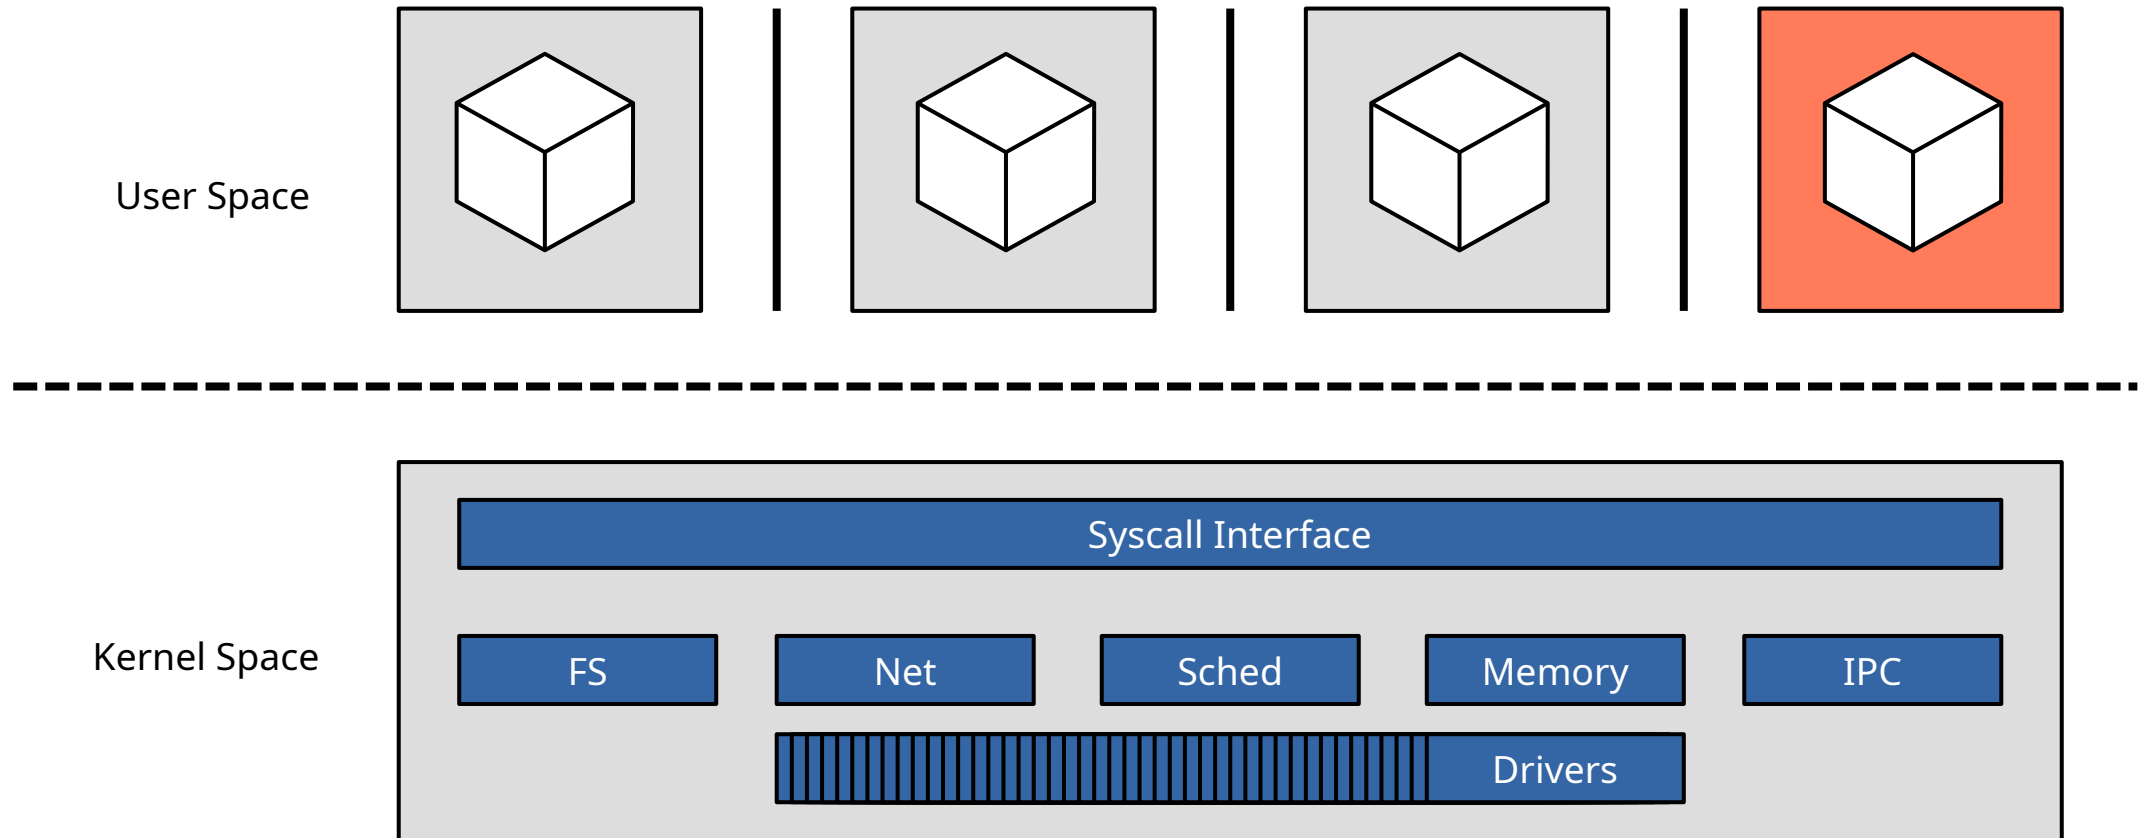 User Space
Syscall Interface
Kernel Space
FS
Net
Sched
Memory
IPC
Drivers